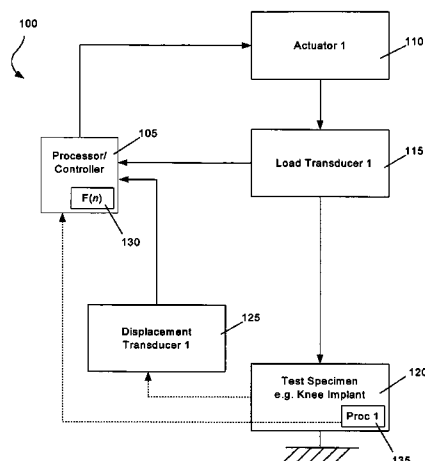 100
Actuator 1
110
105
Processor/
Controller
F(n)
130
Load Transducer 1
115
125
Displacement
Transducer 1
Test Specimen
e.g. Knee Implant
120
Proc 1
135